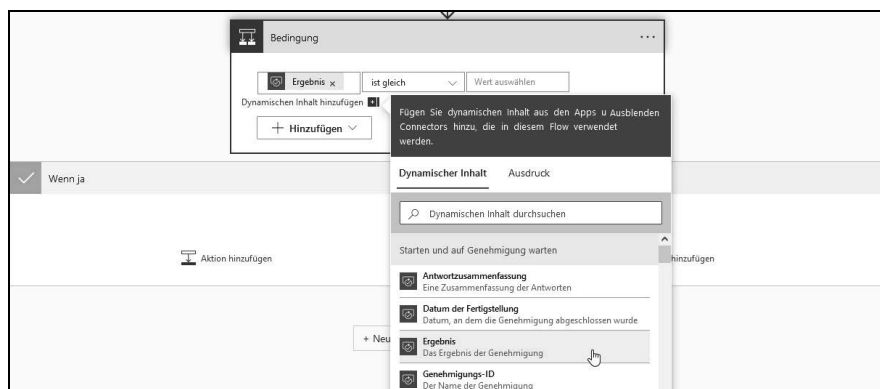 Bedingung
...
Ergebnis x ist gleich Wert auswählen
Dynamischen Inhalt hinzufügen
+ Hinzufügen
Fügen Sie dynamischen Inhalt aus den Apps u Ausblenden
Connectors hinzu, die in diesem Flow verwendet
werden.
Wenn ja
Dynamischer Inhalt Ausdruck
Dynamischen Inhalt durchsuchen
Starten und auf Genehmigung warten
Aktion hinzufügen
hinzufügen
Antwortzusammenfassung
Eine Zusammenfassung der Antworten
Datum der Fertigstellung
Datum, an dem die Genehmigung abgeschlossen wurde
+ Neu
Ergebnis
Das Ergebnis der Genehmigung
Genehmigungs-ID
Der Name der Genehmigung